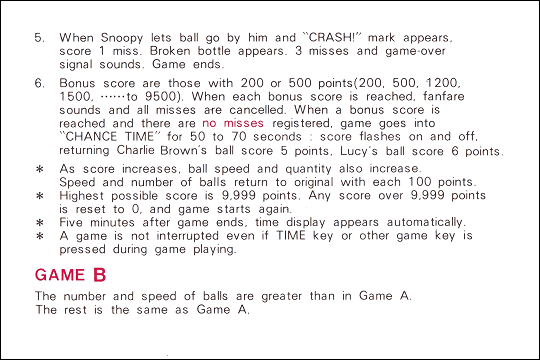 5. When Snoopy lets ball go by him and "CRASH!" mark appears,
score 1 miss. Broken bottle appears. 3 misses and game-over
signal sounds. Game ends.
6. Bonus score are those with 200 or 500 points(200, 500, 1200,
1500, ……to 9500). When each bonus score is reached, fanfare
sounds and all misses are cancelled. When a bonus score is
reached and there are no misses registered, game goes into
"CHANCE TIME" for 50 to 70 seconds : score flashes on and off,
returning Charlie Brown's ball score 5 points, Lucy's ball score 6 points.
* As score increases, ball speed and quantity also increase.
Speed and number of balls return to original with each 100 points.
* Highest possible score is 9,999 points. Any score over 9,999 points
is reset to 0, and game starts again.
* Five minutes after game ends, time display appears automatically.
* A game is not interrupted even if TIME key or other game key is
pressed during game playing.
GAME B
The number and speed of balls are greater than in Game A.
The rest is the same as Game A.